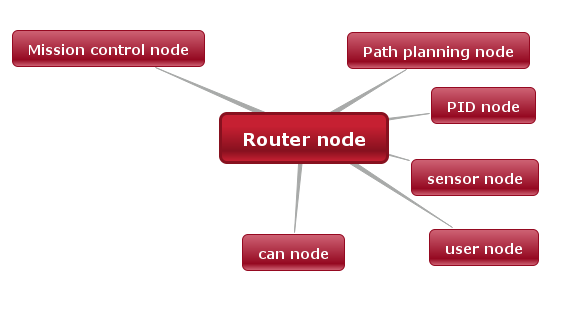 Mission control node
Path planning node
PID node
Router node
sensor node
user node
can node